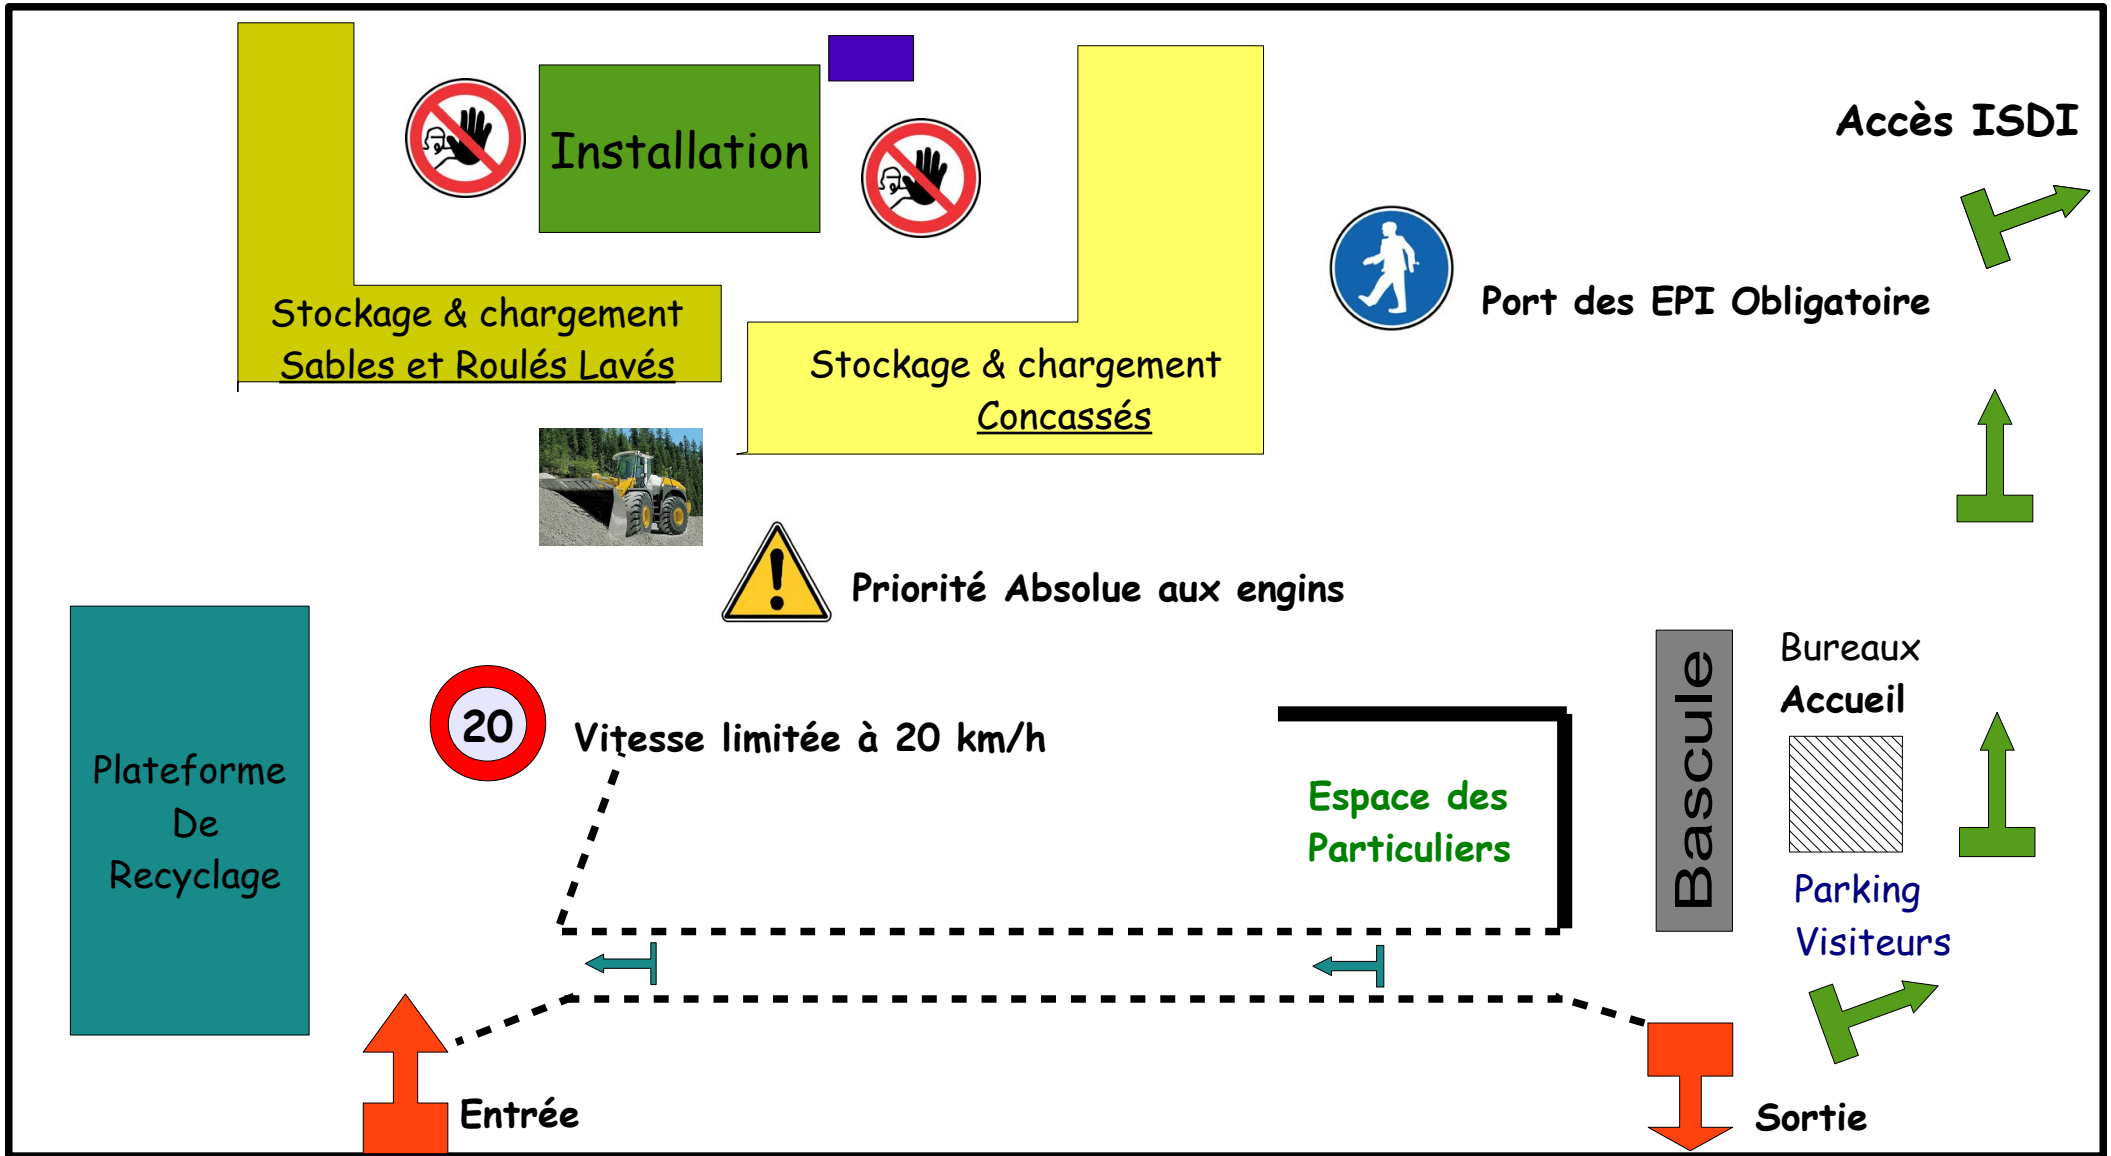 Installation
Accès ISDI
Stockage & chargement
Sables et Roulés Lavés
Port des EPI Obligatoire
Stockage & chargement
Concassés
Priorité Absolue aux engins
20
Vitesse limitée à 20 km/h
Plateforme
De
Recyclage
Espace des
Particuliers
Bascule
Bureaux
Accueil
Parking
Visiteurs
Entrée
Sortie